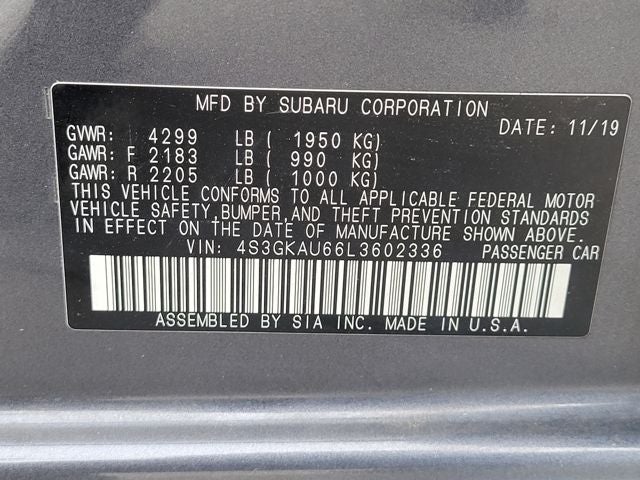 MFD BY SUBARU CORPORATION
DATE: 11/19
GVWR: 4299 LB ( 1950 KG)
GAWR: F 2183 LB ( 990 KG)
GAWR: R 2205 LB ( 1000 KG)
THIS VEHICLE CONFORMS TO ALL APPLICABLE FEDERAL MOTOR
VEHICLE SAFETY, BUMPER, AND THEFT PREVENTION STANDARDS
IN EFFECT ON THE DATE OF MANUFACTURE SHOWN ABOVE.
VIN: 4S3GKAU66L3602336 PASSENGER CAR
ASSEMBLED BY SIA INC. MADE IN U.S.A.